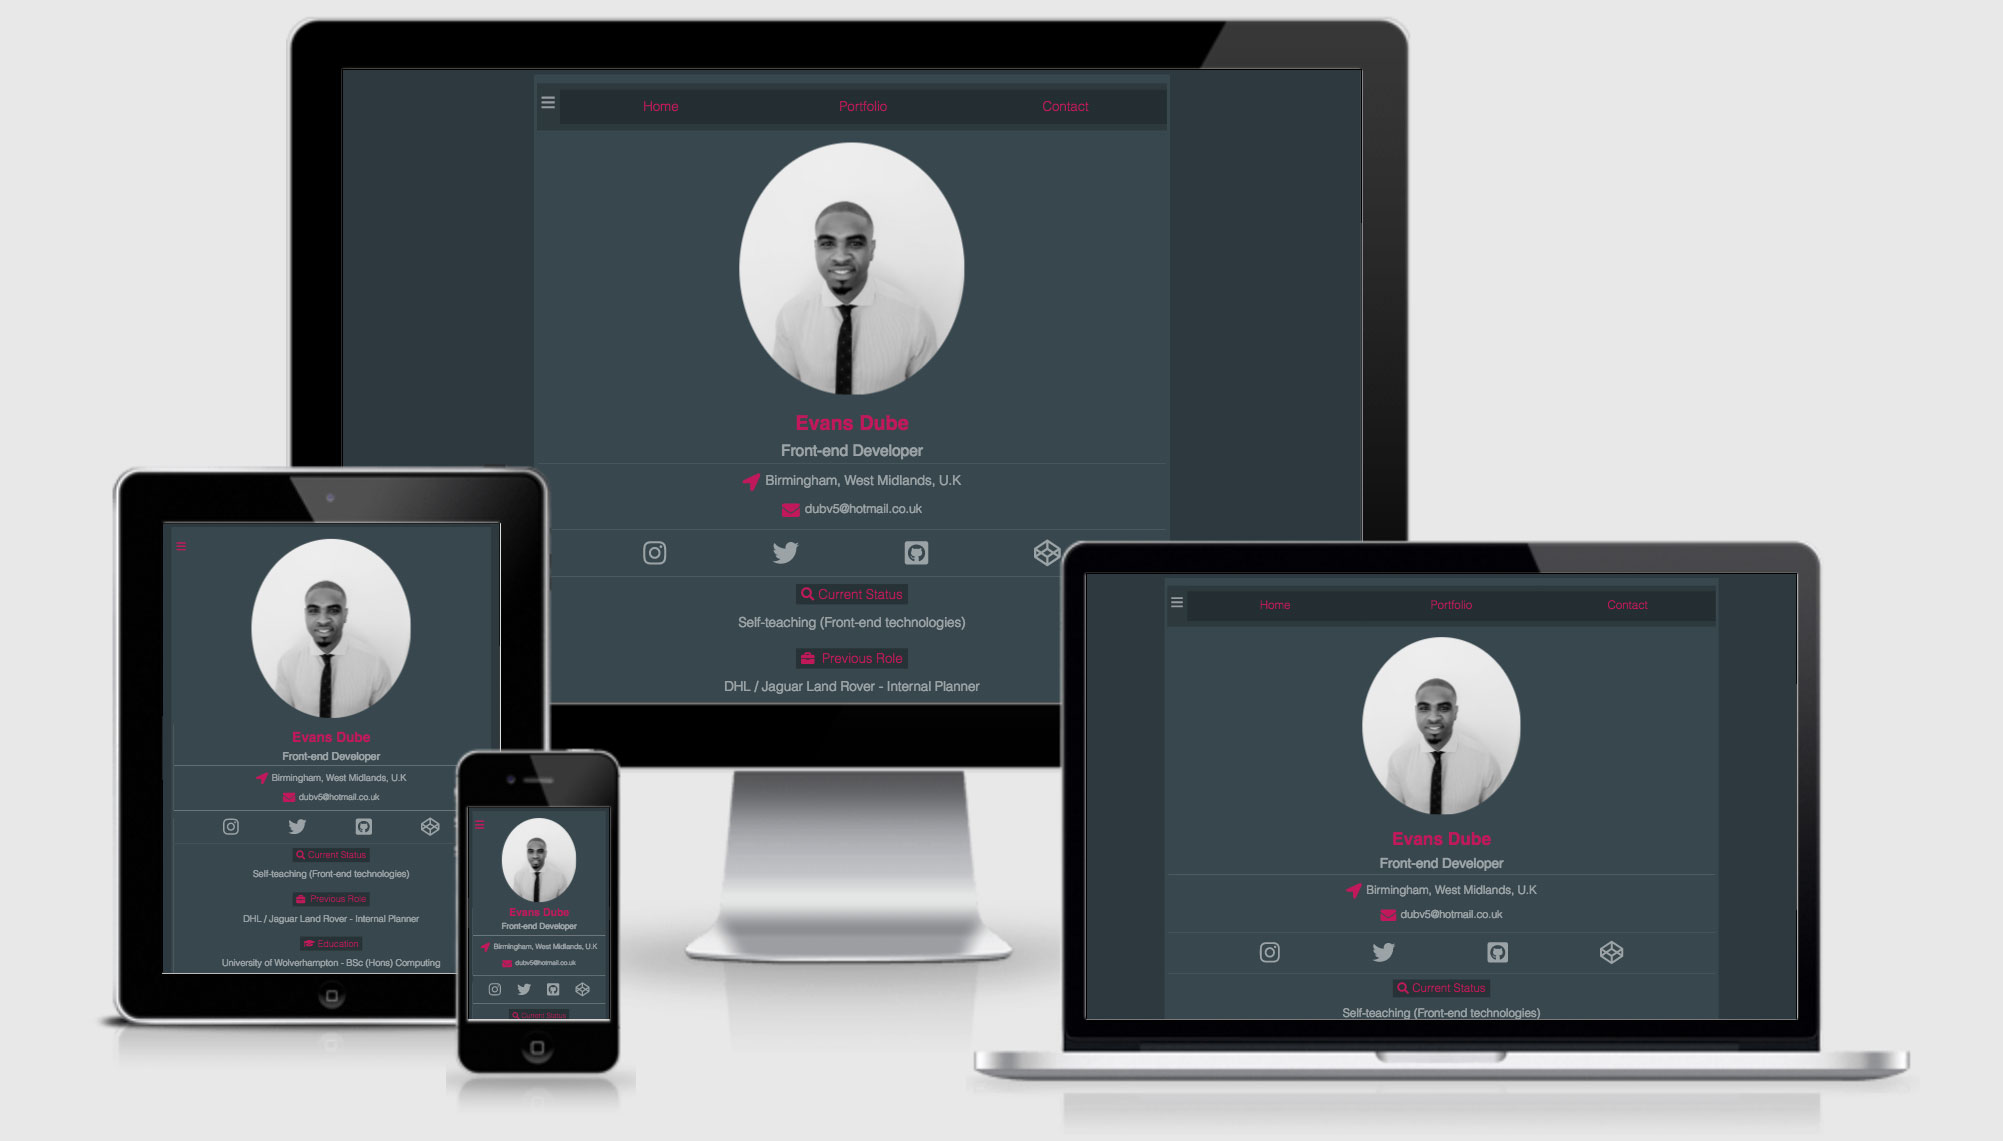 Home Portfolio Contact
Evans Dube
Front-end Developer
Birmingham, West Midlands, U.K
dubv5@hotmail.co.uk
Current Status
Self-teaching (Front-end technologies)
Previous Role
DHL / Jaguar Land Rover - Internal Planner
Evans Dube
Front-end Developer
Birmingham, West Midlands, U.K
dubv5@hotmail.co.uk
Current Status
Self-teaching (Front-end technologies)
Previous Role
DHL / Jaguar Land Rover - Internal Planner
Education
University of Wolverhampton - BSc (Hons) Computing
Evans Dube
Front-end Developer
Birmingham, West Midlands, U.K
dubv5@hotmail.co.uk
Current Status
Home Portfolio Contact
Evans Dube
Front-end Developer
Birmingham, West Midlands, U.K
dubv5@hotmail.co.uk
Current Status
Self-teaching (Front-end technologies)